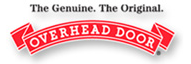 The Genuine. The Original.
OVERHEAD DOOR
®